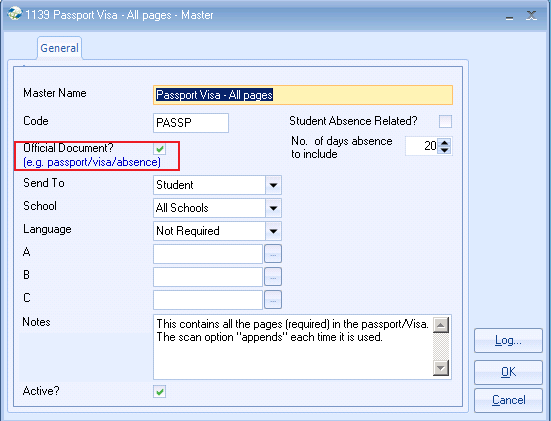 1139 Passport Visa - All pages - Master
General
Master Name Passport Visa - All pages
Code PASSP Student Absence Related?
Official Document? No. of days absence
(e.g. passport/visa/absence) to include 20
Send To Student
School All Schools
Language Not Required
A ...
B ...
C ...
Notes This contains all the pages (required) in the passport/Visa.
The scan option "appends" each time it is used.
Log...
OK
Active?
Cancel